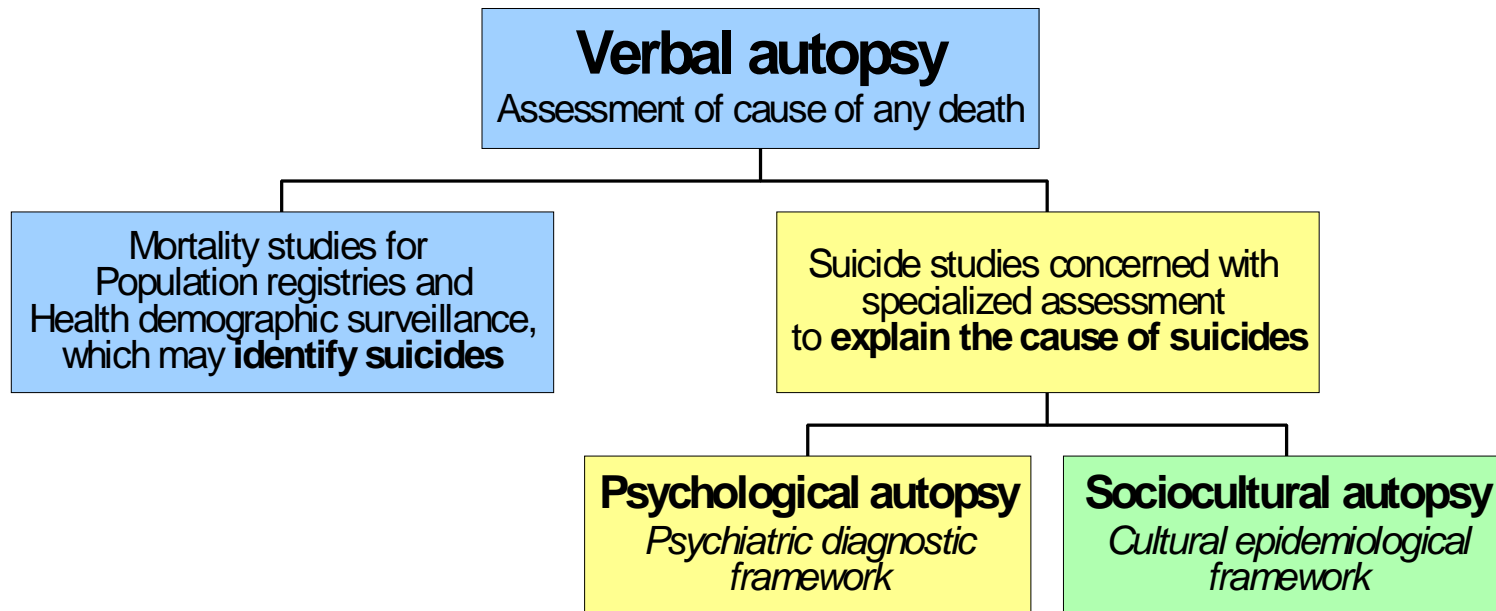 Verbal autopsy
Assessment of cause of any death
Mortality studies for
Population registries and
Health demographic surveillance,
which may identify suicides
Suicide studies concerned with
specialized assessment
to explain the cause of suicides
Psychological autopsy
Psychiatric diagnostic
framework
Sociocultural autopsy
Cultural epidemiological
framework